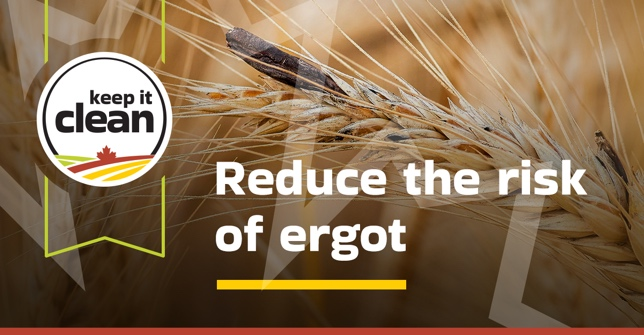 keep it
clean
Reduce the risk
of ergot